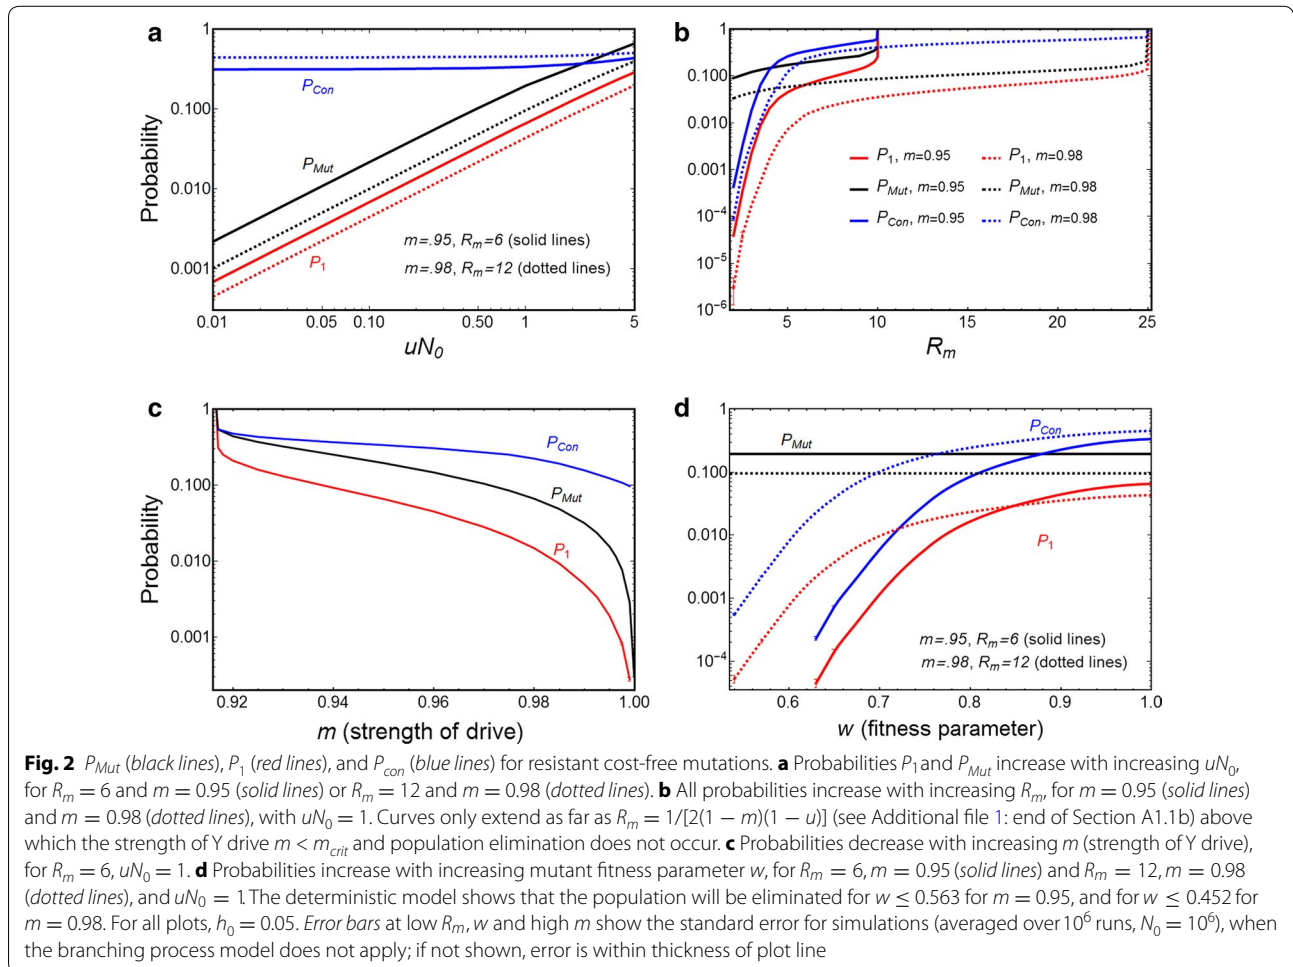 a
1
0.100
0.010
0.001
Probability
P_Con
P_Mut
P_1
m=.95, R_m=6 (solid lines)
m=.98, R_m=12 (dotted lines)
0.01 0.05 0.10 0.50 1 5
uN_0
b
1
0.100
0.010
0.001
10^-4
10^-5
10^-6
P_1, m=0.95 P_1, m=0.98
P_Mut, m=0.95 P_Mut, m=0.98
P_Con, m=0.95 P_Con, m=0.98
5 10 15 20 25
R_m
c
1
0.100
0.010
0.001
Probability
P_Con
P_Mut
P_1
0.92 0.94 0.96 0.98 1.00
m (strength of drive)
d
1
0.100
0.010
0.001
10^-4
P_Con
P_Mut
P_1
m=.95, R_m=6 (solid lines)
m=.98, R_m=12 (dotted lines)
0.6 0.7 0.8 0.9 1.0
w (fitness parameter)
Fig. 2 P_Mut (black lines), P_1 (red lines), and P_con (blue lines) for resistant cost-free mutations. a Probabilities P_1 and P_Mut increase with increasing uN_0,
for R_m = 6 and m = 0.95 (solid lines) or R_m = 12 and m = 0.98 (dotted lines). b All probabilities increase with increasing R_m, for m = 0.95 (solid lines)
and m = 0.98 (dotted lines), with uN_0 = 1. Curves only extend as far as R_m = 1/[2(1 − m)(1 − u)] (see Additional file 1: end of Section A1.1b) above
which the strength of Y drive m < m_crit and population elimination does not occur. c Probabilities decrease with increasing m (strength of Y drive),
for R_m = 6, uN_0 = 1. d Probabilities increase with increasing mutant fitness parameter w, for R_m = 6, m = 0.95 (solid lines) and R_m = 12, m = 0.98
(dotted lines), and uN_0 = 1. The deterministic model shows that the population will be eliminated for w ≤ 0.563 for m = 0.95, and for w ≤ 0.452 for
m = 0.98. For all plots, h_0 = 0.05. Error bars at low R_m, w and high m show the standard error for simulations (averaged over 10^6 runs, N_0 = 10^6), when
the branching process model does not apply; if not shown, error is within thickness of plot line